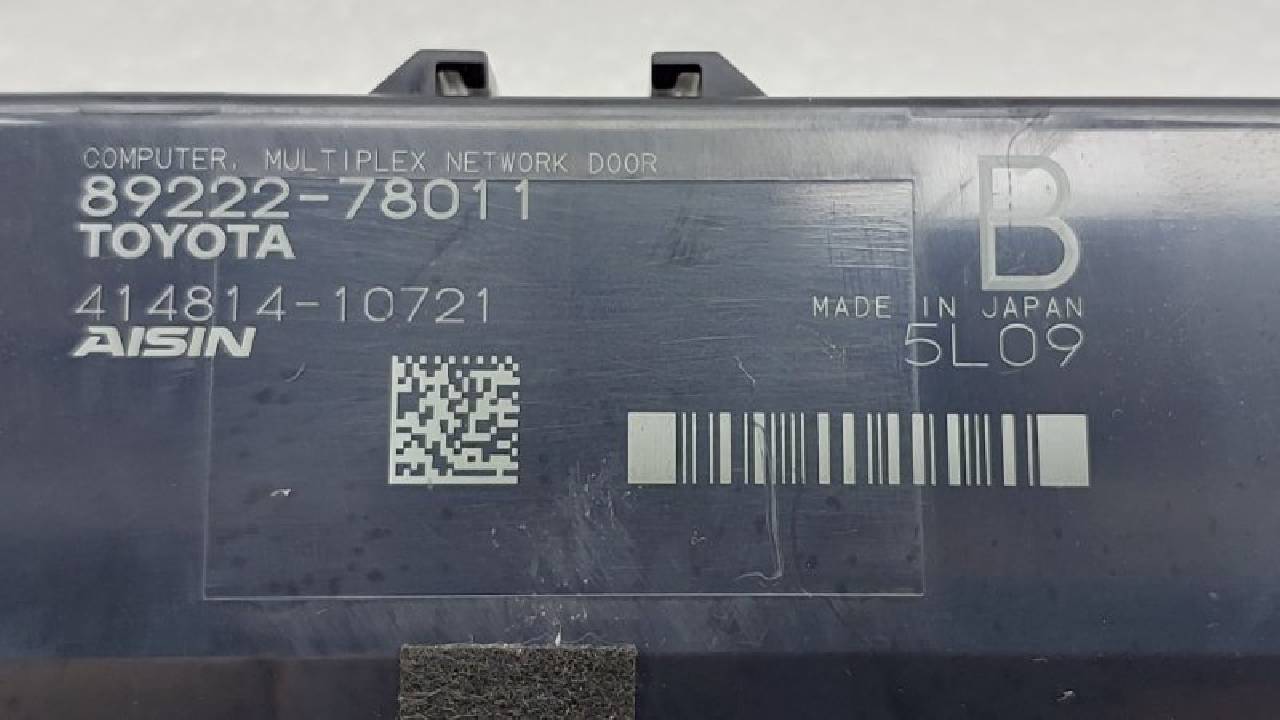 COMPUTER, MULTIPLEX NETWORK DOOR
89222-78011
TOYOTA
B
414814-10721
MADE IN JAPAN
AISIN
5L09